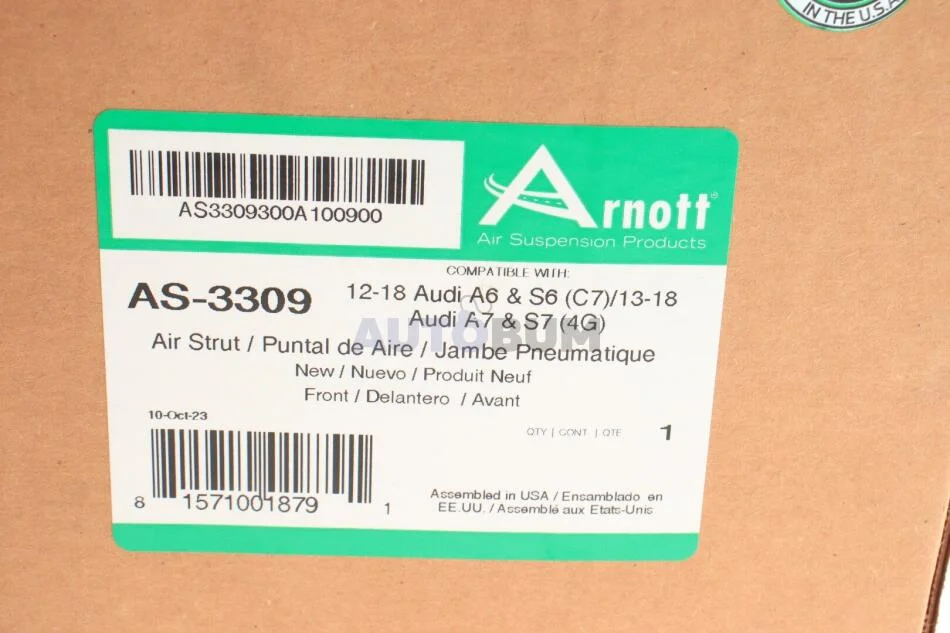 IN THE U.S.A
AS3309300A100900
Arnott®
Air Suspension Products
COMPATIBLE WITH:
AS-3309
12-18 Audi A6 & S6 (C7)/13-18
Audi A7 & S7 (4G)
AUTOBUM
Air Strut / Puntal de Aire / Jambe Pneumatique
New / Nuevo / Produit Neuf
Front / Delantero / Avant
10-Oct-23
QTY | CONT | QTE 1
8 1571001879 1
Assembled in USA / Ensamblado en
EE.UU. / Assemblé aux Etats-Unis